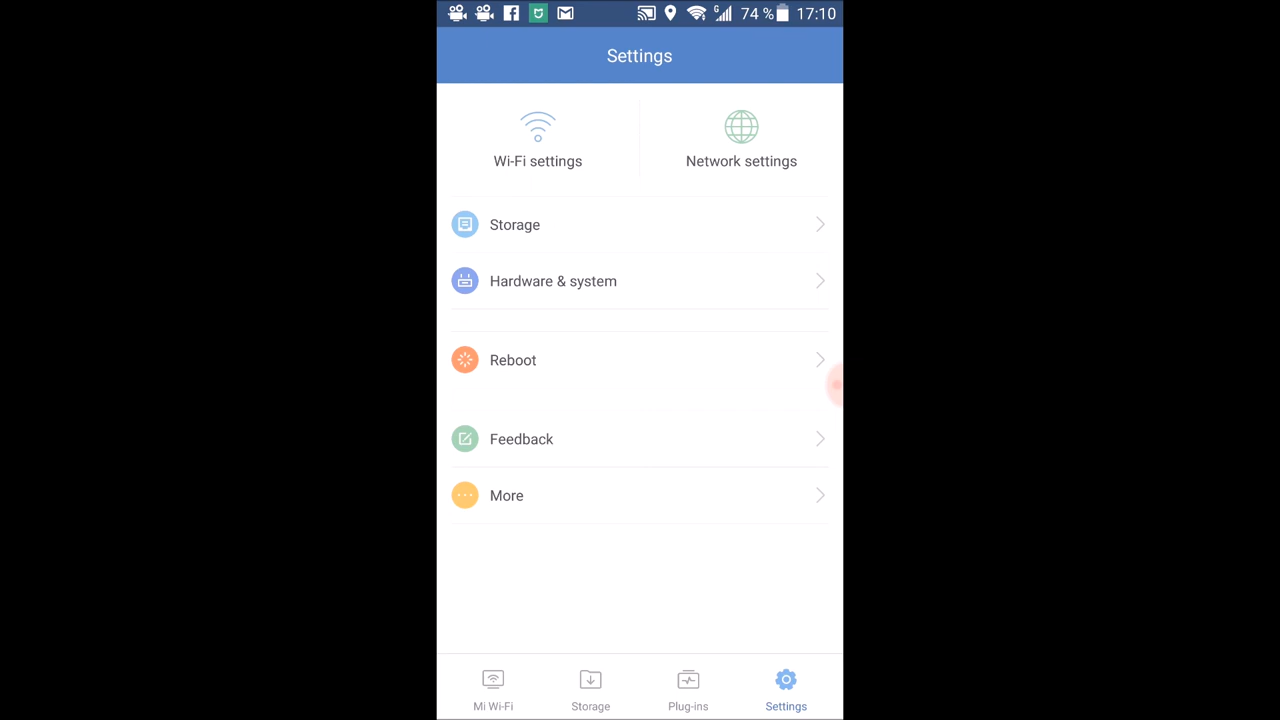 G 74 % 17:10
Settings
Wi-Fi settings
Network settings
Storage
Hardware & system
Reboot
Feedback
More
Mi Wi-Fi
Storage
Plug-ins
Settings